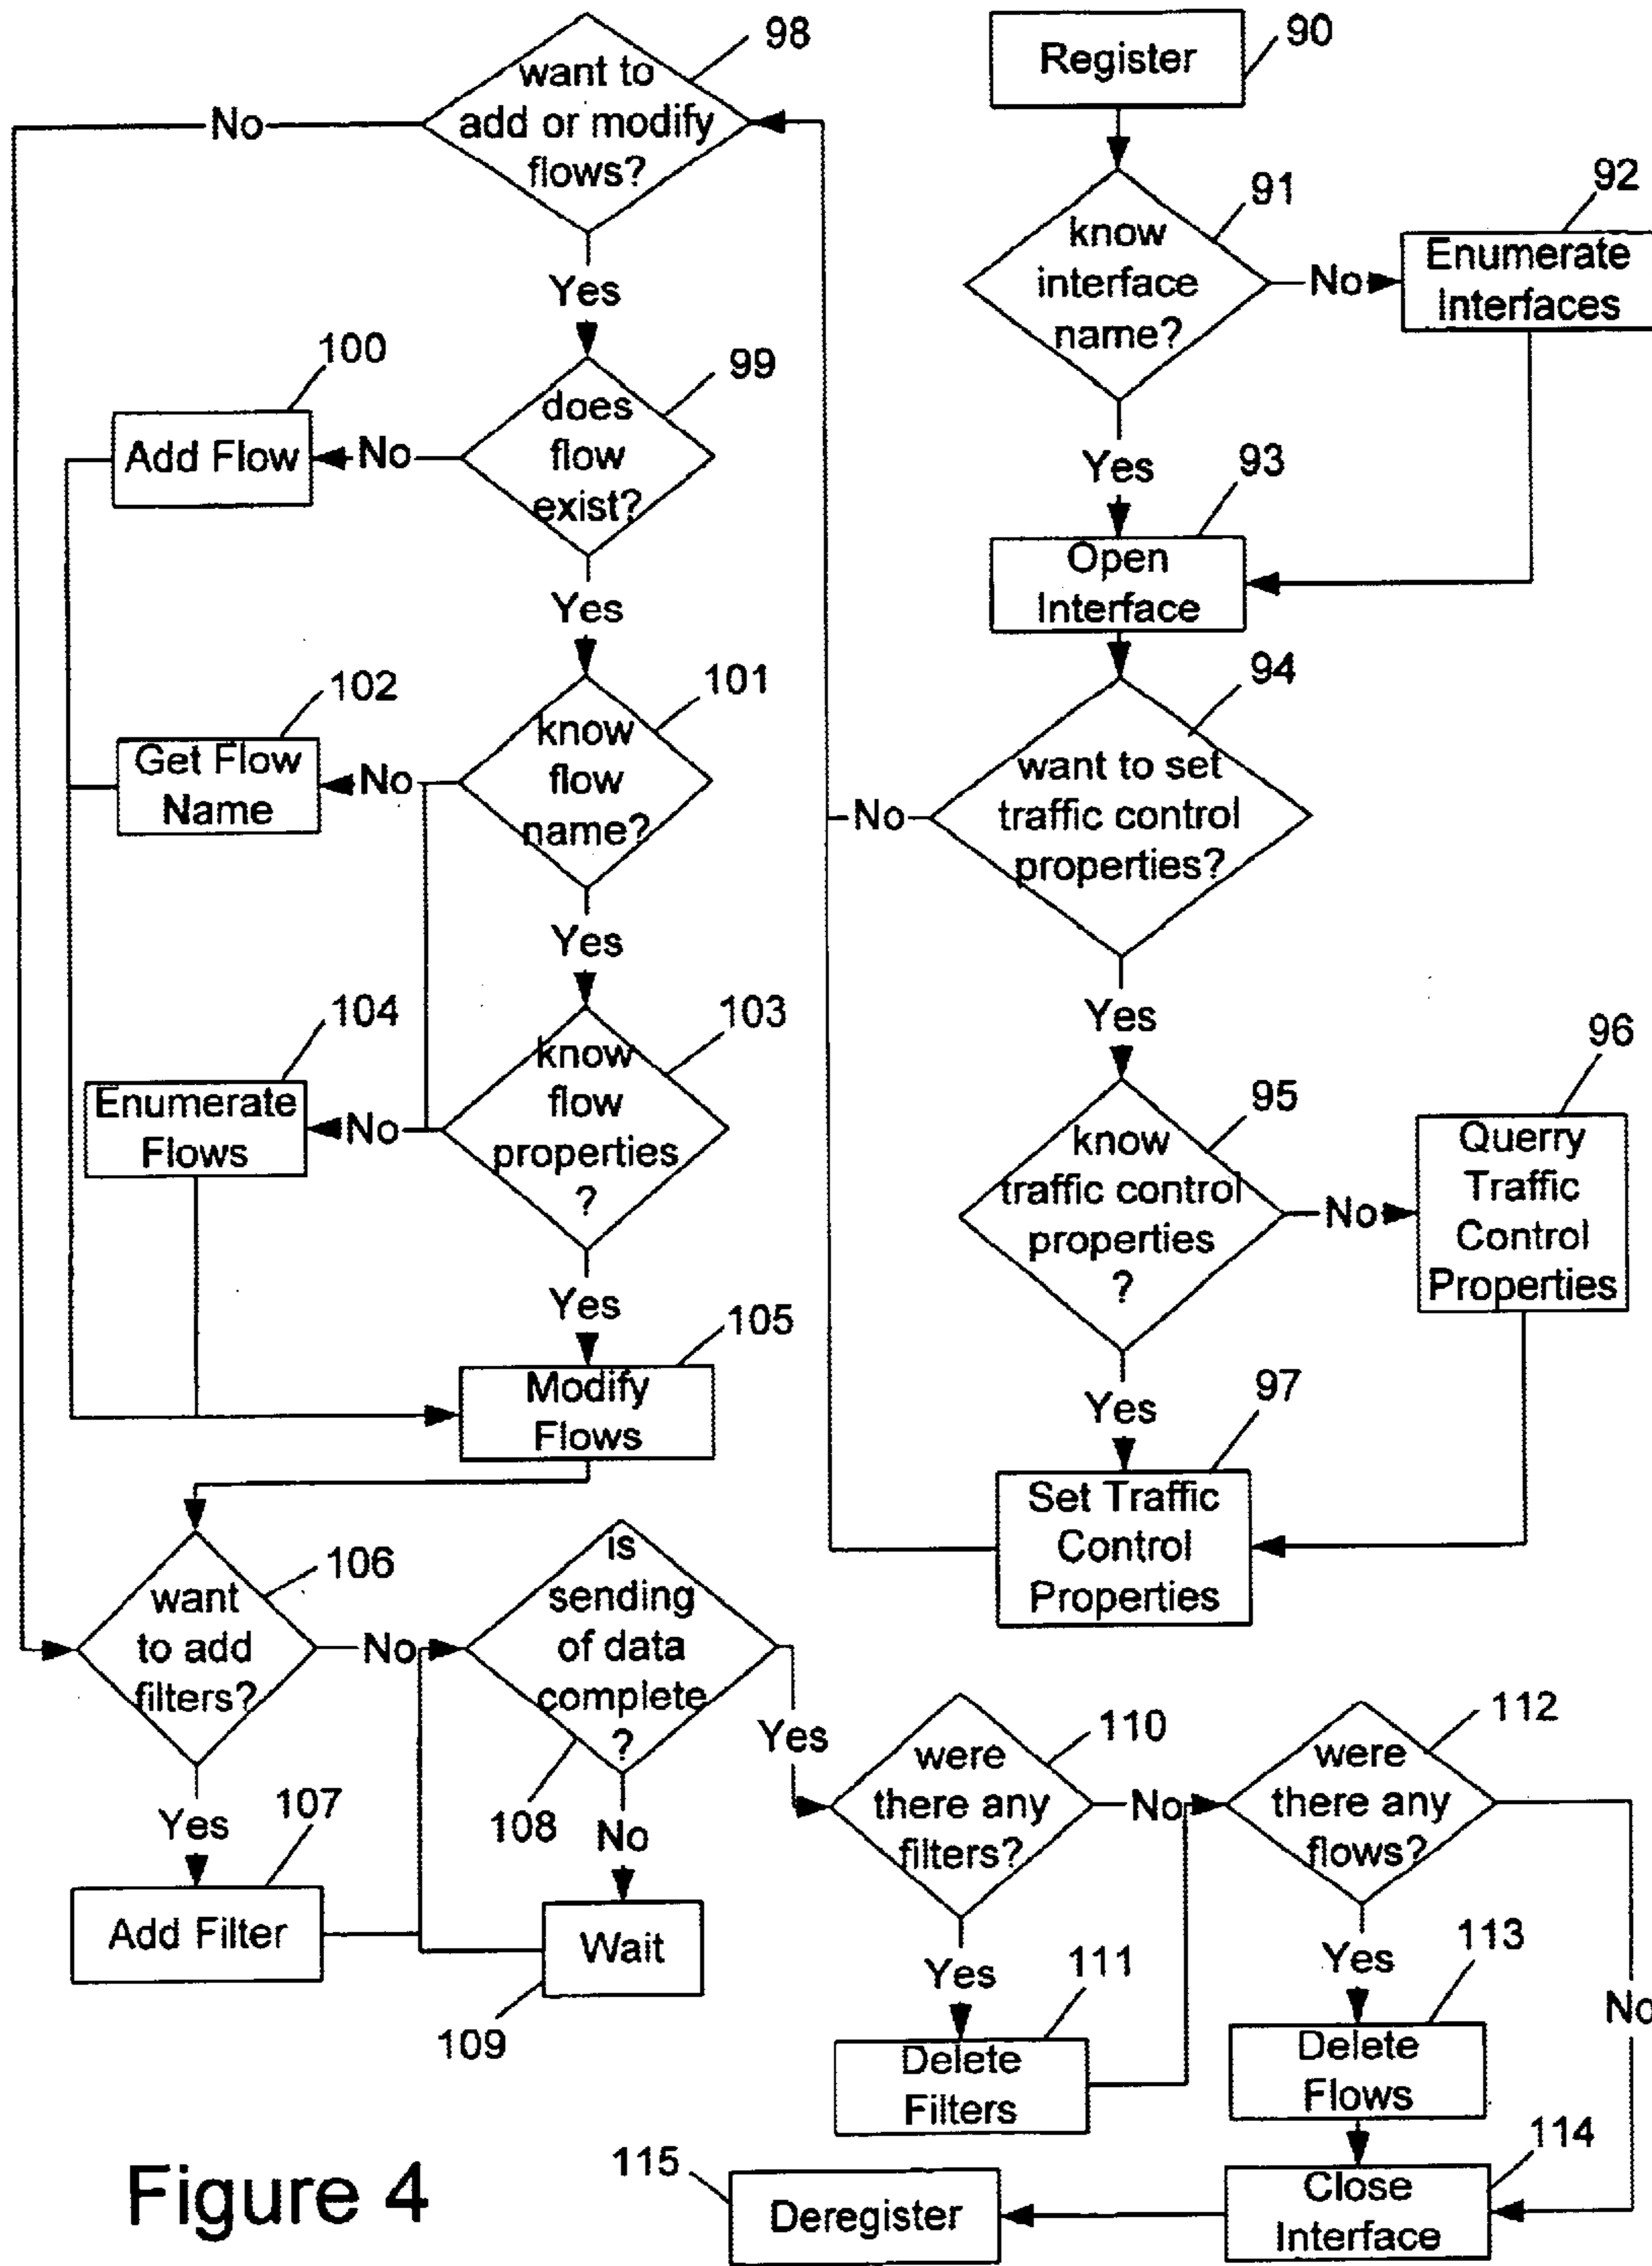 98
want to
add or modify
flows?
No
Yes
99
does
flow
exist?
No
100
Add Flow
Yes
101
know
flow
name?
No
102
Get Flow
Name
Yes
103
know
flow
properties
?
No
104
Enumerate
Flows
Yes
105
Modify
Flows
90
Register
91
know
interface
name?
No
92
Enumerate
Interfaces
Yes
93
Open
Interface
94
want to set
traffic control
properties?
No
Yes
95
know
traffic control
properties
?
No
96
Querry
Traffic
Control
Properties
Yes
97
Set Traffic
Control
Properties
106
want
to add
filters?
No
Yes
107
Add Filter
is
sending
of data
complete
?
108
No
Wait
109
Yes
110
were
there any
filters?
No
Yes
111
Delete
Filters
112
were
there any
flows?
No
Yes
113
Delete
Flows
114
Close
Interface
115
Deregister
Figure 4